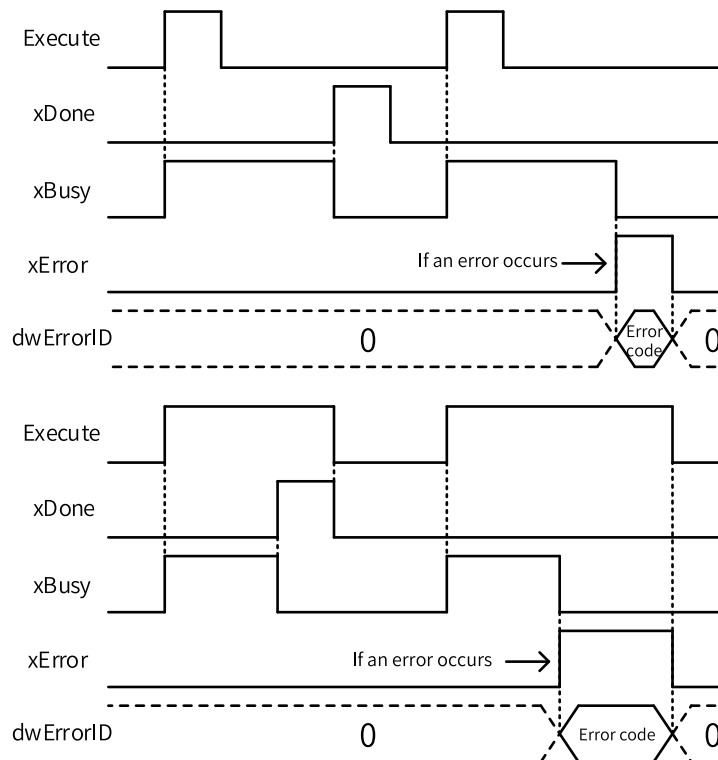 Execute
xDone
xBusy
xError
If an error occurs
dwErrorID
0
Error
code
0
Execute
xDone
xBusy
xError
If an error occurs
dwErrorID
0
Error code
0